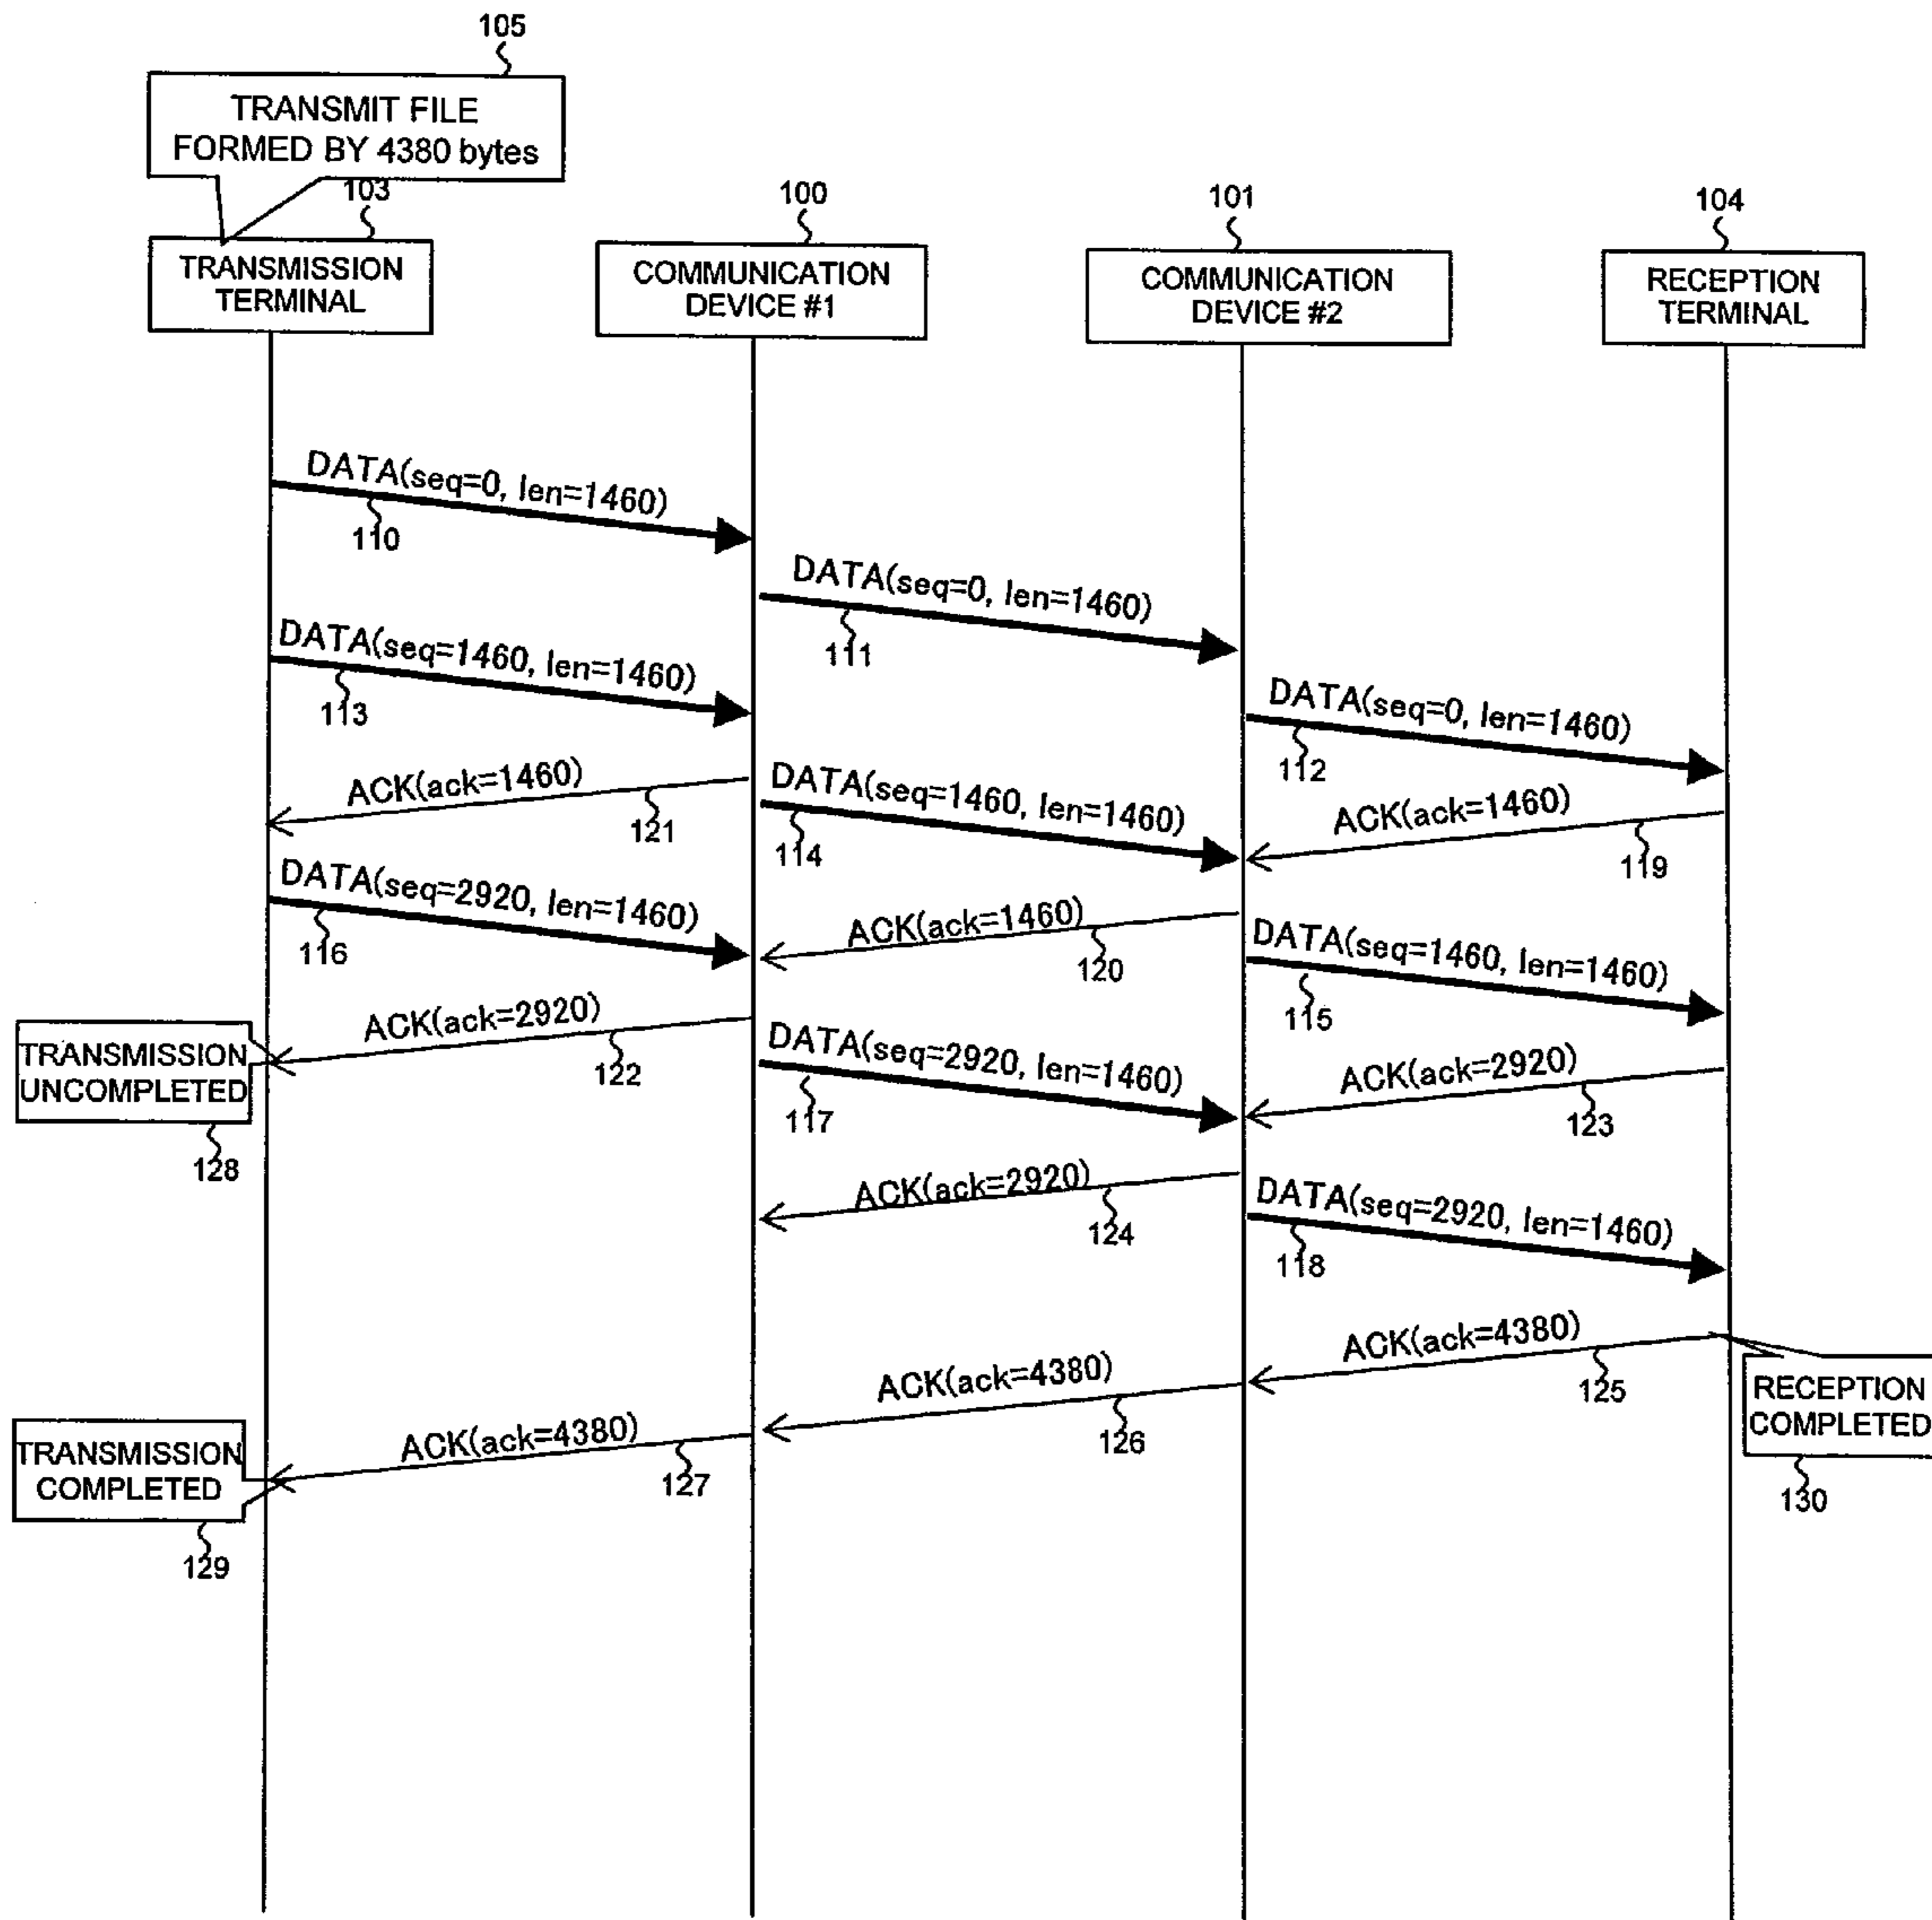 105
TRANSMIT FILE
FORMED BY 4380 bytes
103
100
101
104
TRANSMISSION
TERMINAL
COMMUNICATION
DEVICE #1
COMMUNICATION
DEVICE #2
RECEPTION
TERMINAL
DATA(seq=0, len=1460)
110
DATA(seq=0, len=1460)
111
DATA(seq=1460, len=1460)
113
DATA(seq=0, len=1460)
112
ACK(ack=1460)
121
DATA(seq=1460, len=1460)
114
ACK(ack=1460)
119
DATA(seq=2920, len=1460)
116
ACK(ack=1460)
120
DATA(seq=1460, len=1460)
115
ACK(ack=2920)
122
TRANSMISSION
UNCOMPLETED
128
DATA(seq=2920, len=1460)
117
ACK(ack=2920)
123
ACK(ack=2920)
124
DATA(seq=2920, len=1460)
118
ACK(ack=4380)
125
RECEPTION
COMPLETED
130
ACK(ack=4380)
126
ACK(ack=4380)
127
TRANSMISSION
COMPLETED
129